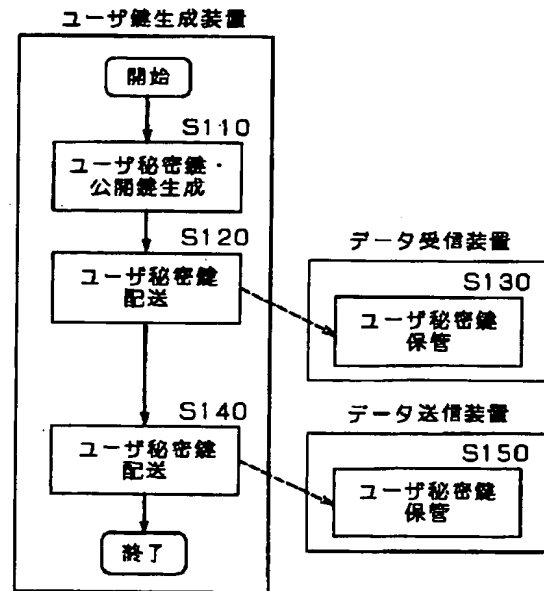 ユーザ鍵生成装置
開始
S110
ユーザ秘密鍵・
公開鍵生成
S120
ユーザ秘密鍵
配送
データ受信装置
S130
ユーザ秘密鍵
保管
S140
ユーザ秘密鍵
配送
データ送信装置
S150
ユーザ秘密鍵
保管
終了